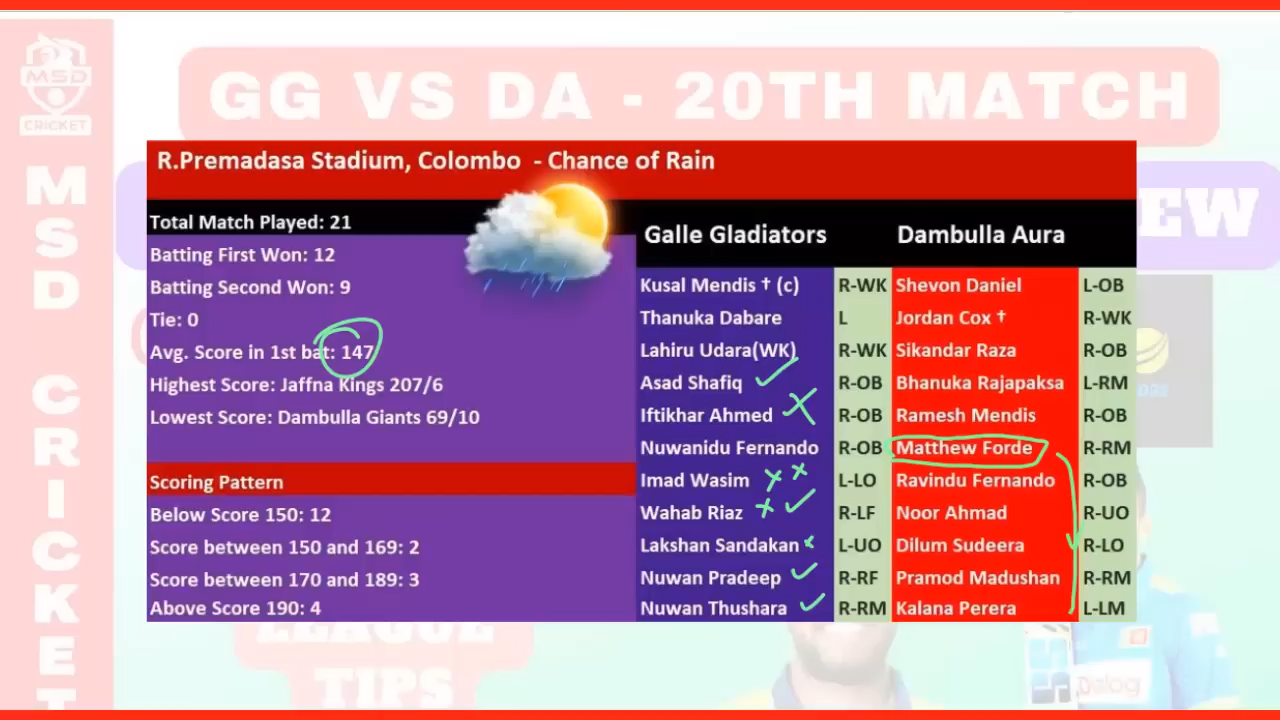 MSD
CRICKET
MSD CRICKET
GG VS DA - 20TH MATCH
EW
R.Premadasa Stadium, Colombo - Chance of Rain
Total Match Played: 21
Batting First Won: 12
Batting Second Won: 9
Tie: 0
Avg. Score in 1st bat: 147
Highest Score: Jaffna Kings 207/6
Lowest Score: Dambulla Giants 69/10
Scoring Pattern
Below Score 150: 12
Score between 150 and 169: 2
Score between 170 and 189: 3
Above Score 190: 4
Galle Gladiators Dambulla Aura
Kusal Mendis † (c) R-WK Shevon Daniel L-OB
Thanuka Dabare L Jordan Cox † R-WK
Lahiru Udara(WK) R-WK Sikandar Raza R-OB
Asad Shafiq R-OB Bhanuka Rajapaksa L-RM
Iftikhar Ahmed R-OB Ramesh Mendis R-OB
Nuwanidu Fernando R-OB Matthew Forde R-RM
Imad Wasim L-LO Ravindu Fernando R-OB
Wahab Riaz R-LF Noor Ahmad R-UO
Lakshan Sandakan L-UO Dilum Sudeera R-LO
Nuwan Pradeep R-RF Pramod Madushan R-RM
Nuwan Thushara R-RM Kalana Perera L-LM
LEAGUE
TIPS
Dialog